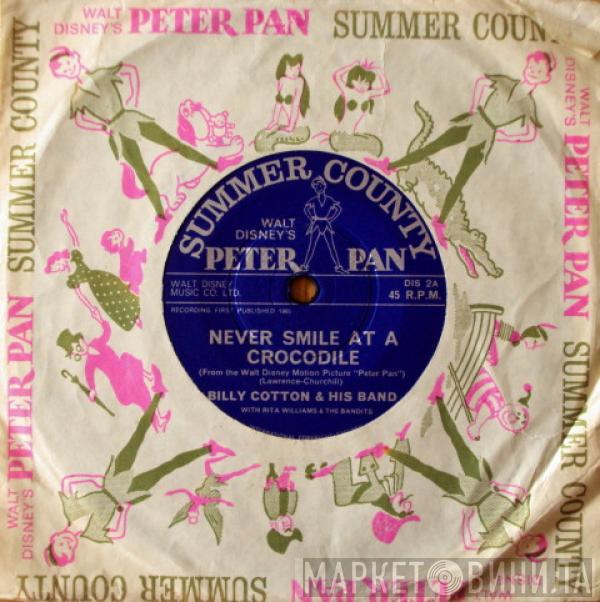 WALT DISNEY'S PETER PAN SUMMER COUNTY
WALT DISNEY'S PETER PAN
SUMMER COUNTY
SUMMER COUNTY
WALT DISNEY'S PETER PAN
SUMMER COUNTY
WALT DISNEY'S
PETER PAN
WALT DISNEY
MUSIC CO. LTD.
DIS 2A
45 R.P.M.
RECORDING FIRST PUBLISHED
NEVER SMILE AT A
CROCODILE
(From the Walt Disney Motion Picture "Peter Pan")
(Lawrence-Churchill)
BILLY COTTON & HIS BAND
WITH RITA WILLIAMS & THE BANDITS
SUMMER COUNTY PETER PAN
МАРКЕТ ВИНИЛА